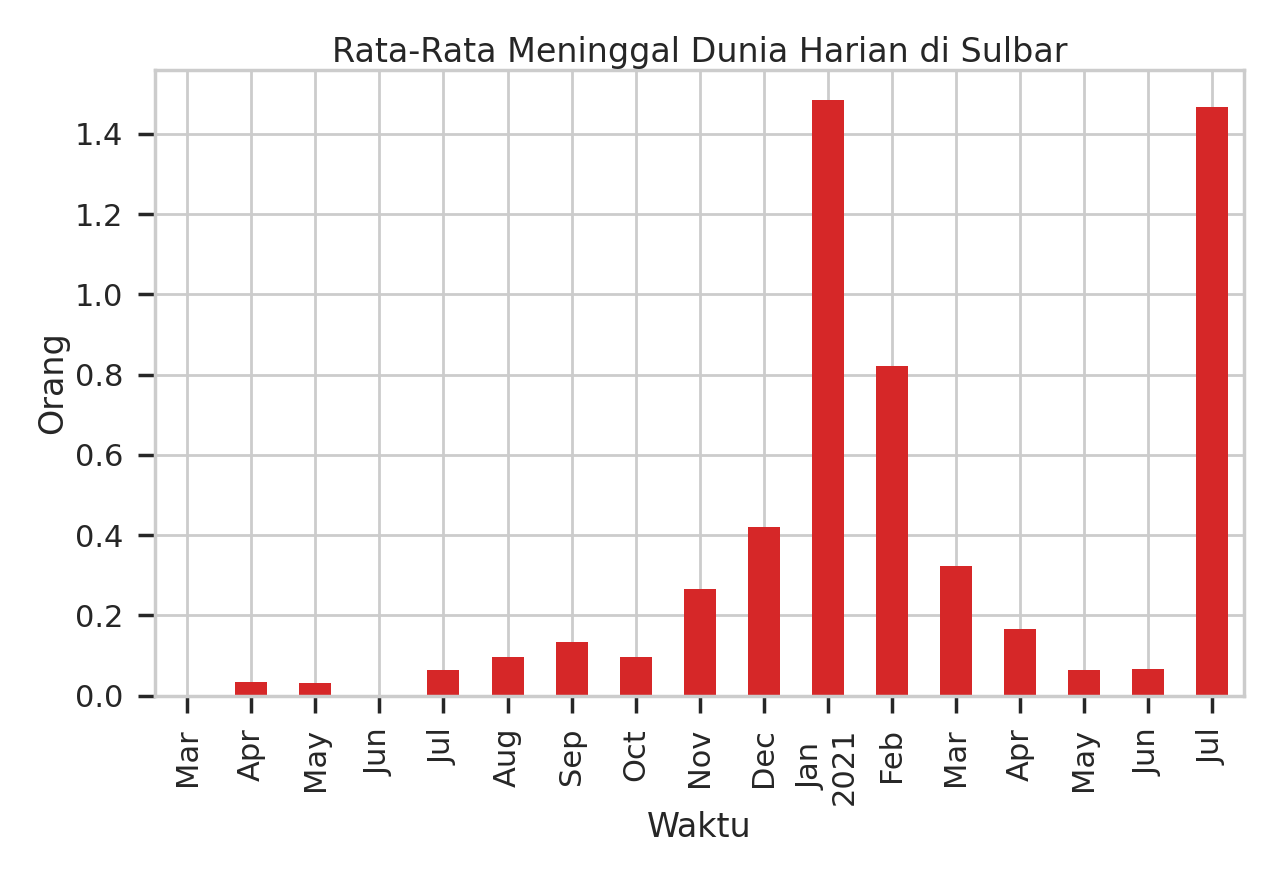 Rata-Rata Meninggal Dunia Harian di Sulbar
Orang
1.4
1.2
1.0
0.8
0.6
0.4
0.2
0.0
Mar
Apr
May
Jun
Jul
Aug
Sep
Oct
Nov
Dec
Jan
2021
Feb
Mar
Apr
May
Jun
Jul
Waktu